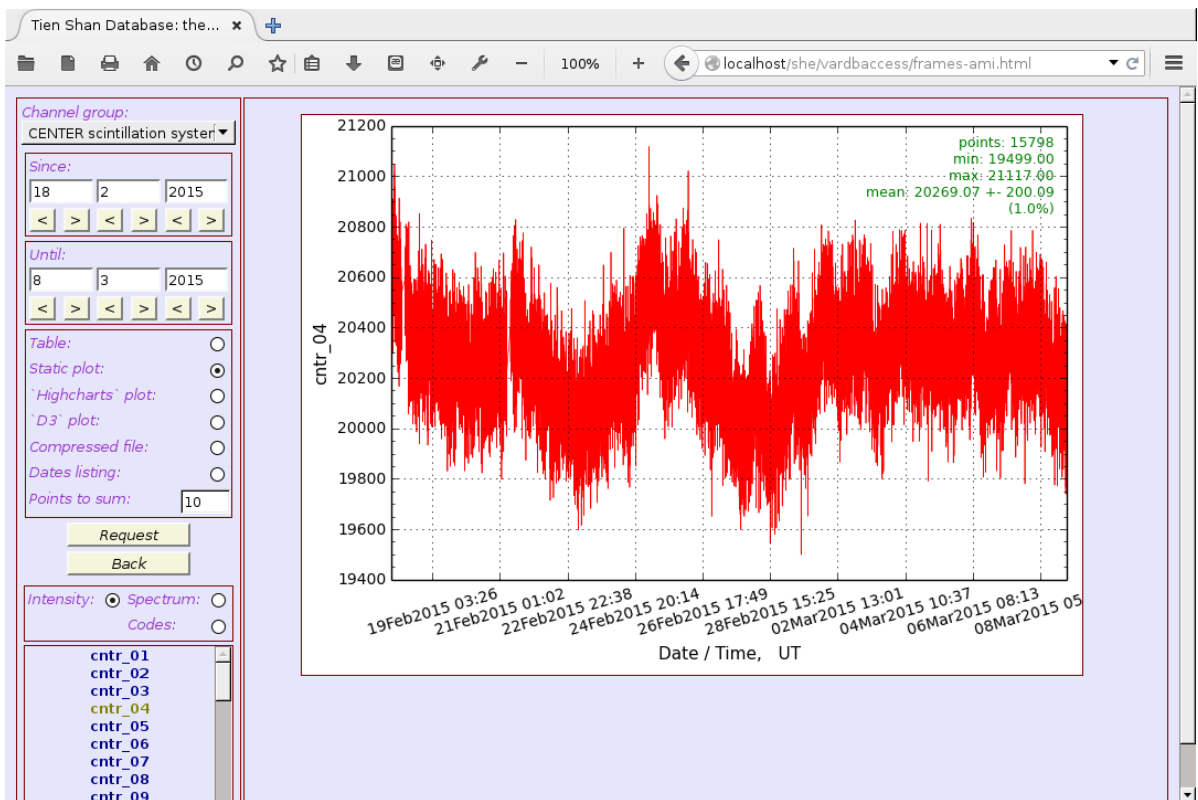 Tien Shan Database: the...
100%
localhost/she/vardbaccess/frames-ami.html
Channel group:
CENTER scintillation system
Since:
18 2 2015
< > < > < >
Until:
8 3 2015
< > < > < >
Table:
Static plot:
`Highcharts` plot:
`D3` plot:
Compressed file:
Dates listing:
Points to sum: 10
Request
Back
Intensity: Spectrum:
Codes:
cntr_01
cntr_02
cntr_03
cntr_04
cntr_05
cntr_06
cntr_07
cntr_08
cntr_09
points: 15798
min: 19499.00
max: 21117.00
mean: 20269.07 +- 200.09
(1.0%)
21200
21000
20800
20600
20400
20200
20000
19800
19600
19400
cntr_04
19Feb2015 03:26
21Feb2015 01:02
22Feb2015 22:38
24Feb2015 20:14
26Feb2015 17:49
28Feb2015 15:25
02Mar2015 13:01
04Mar2015 10:37
06Mar2015 08:13
08Mar2015 05
Date / Time, UT